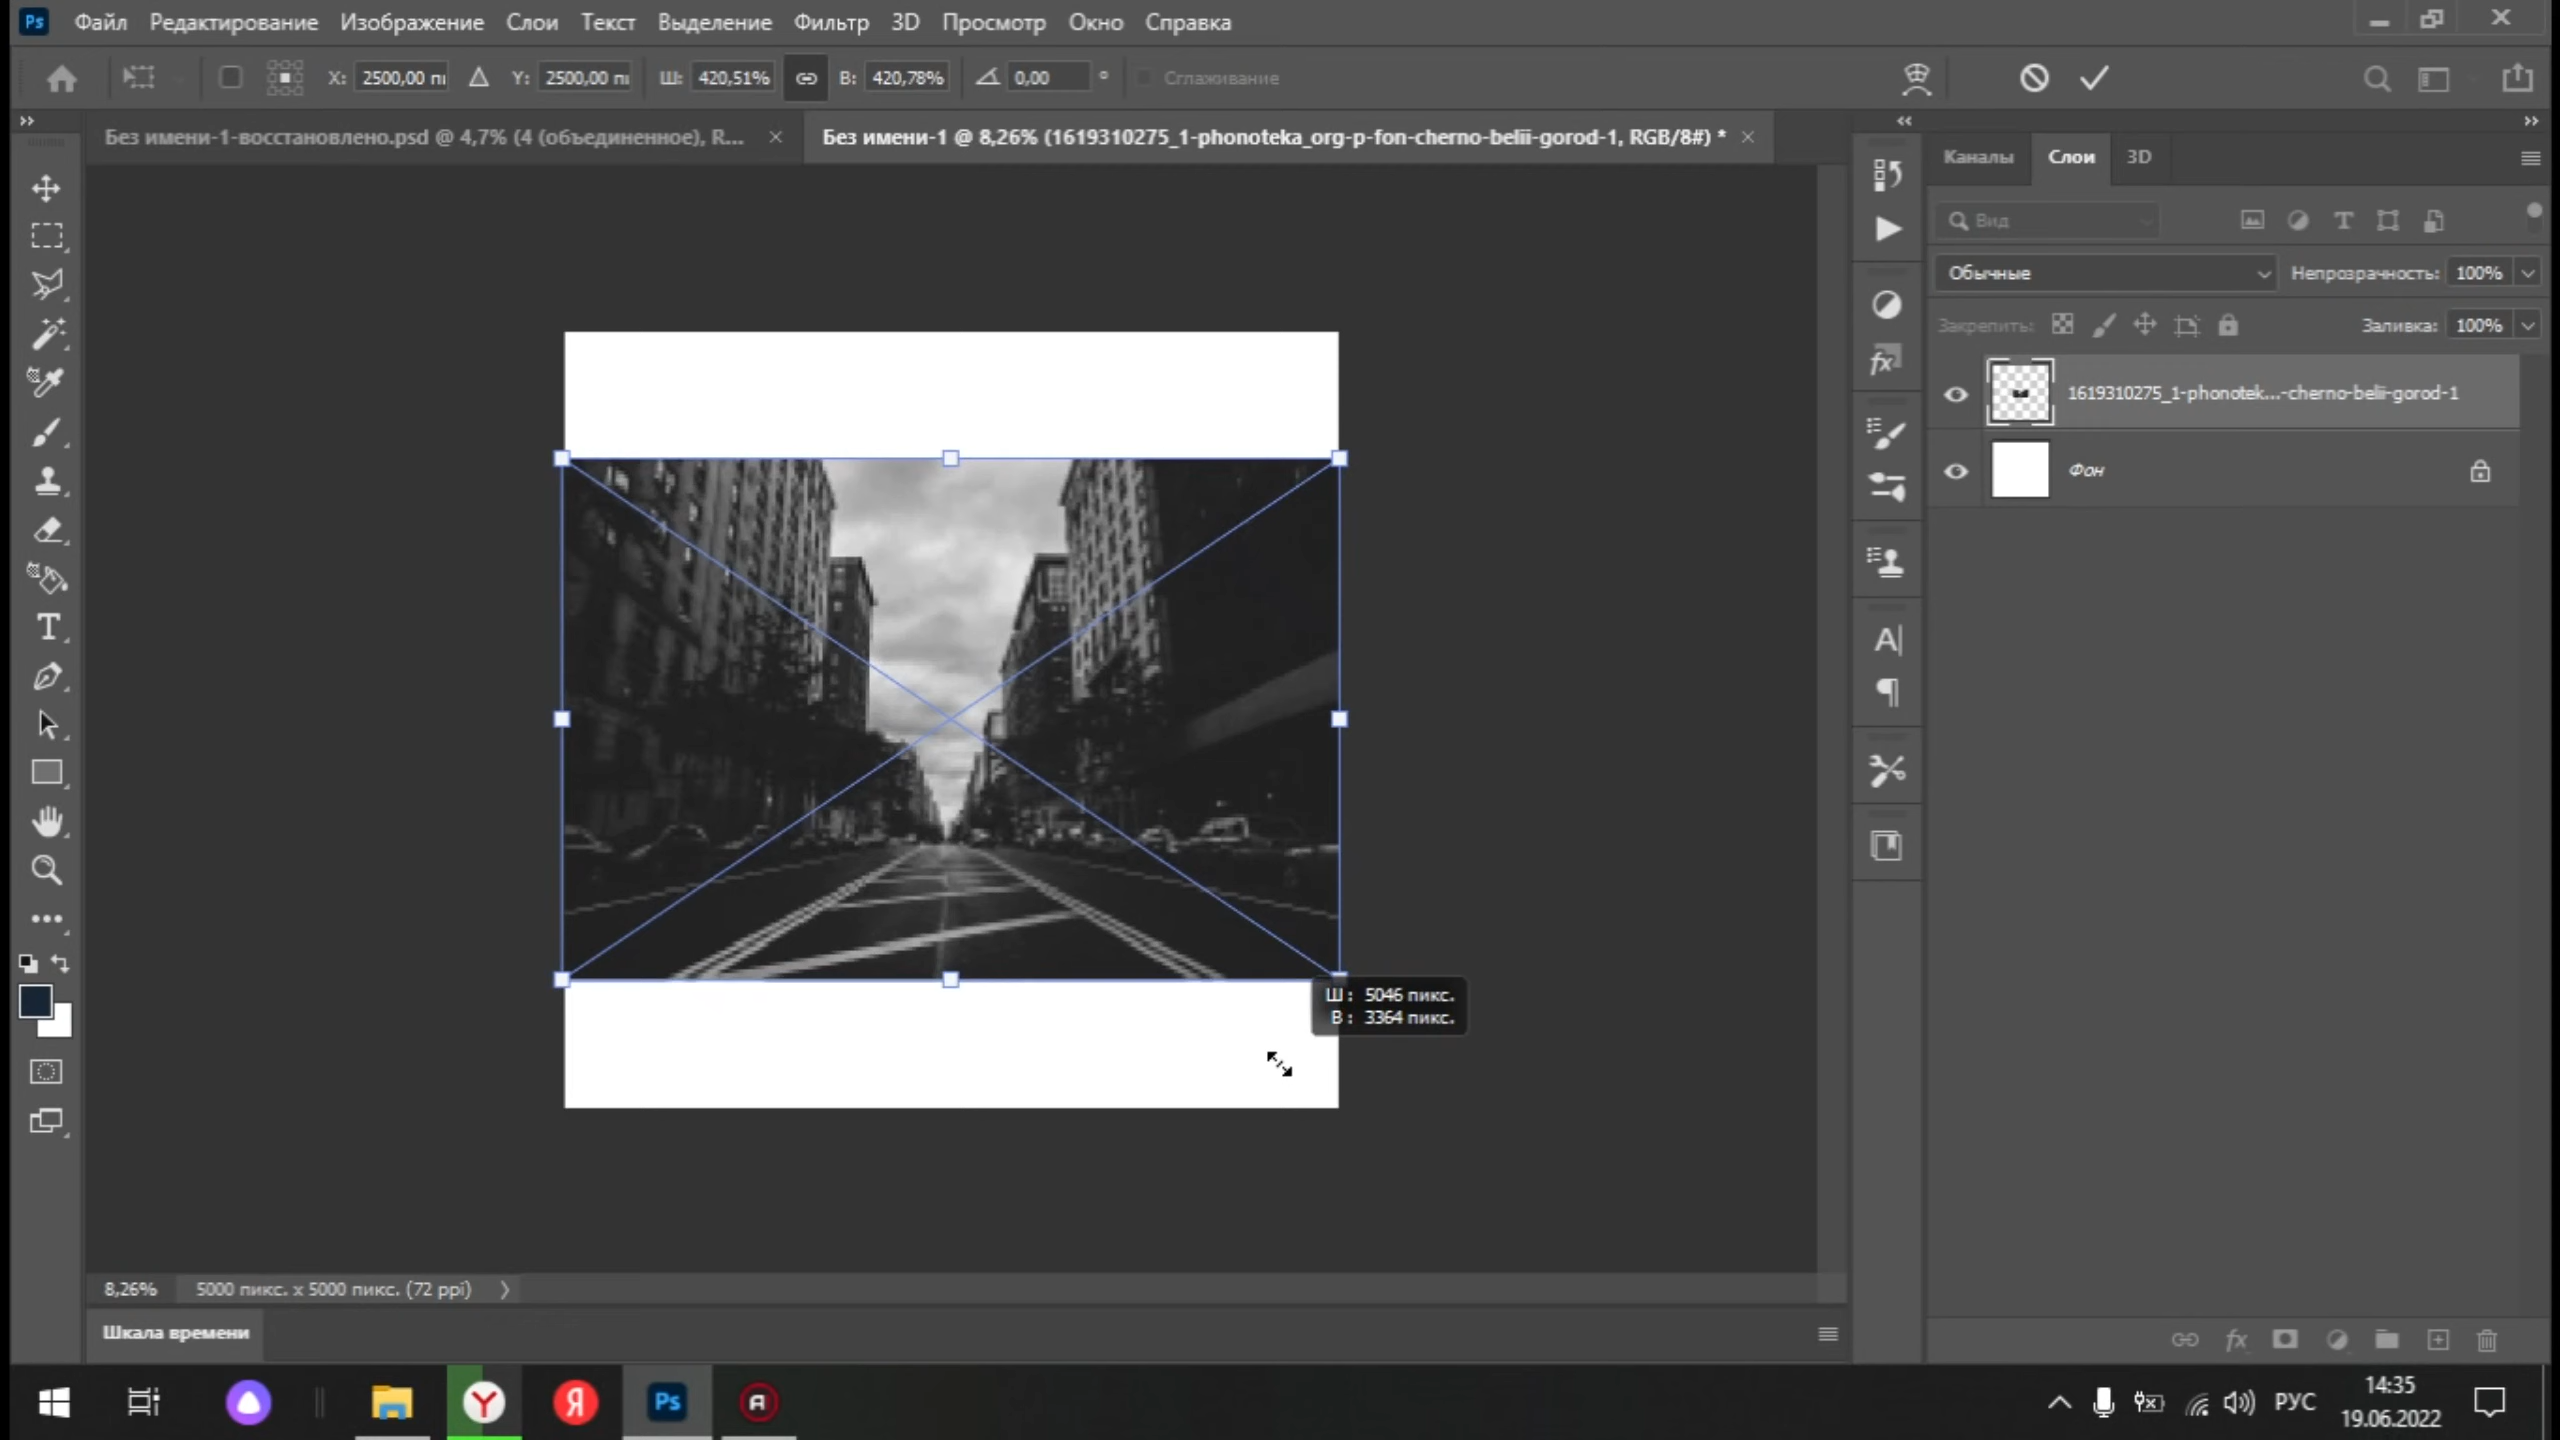 Ps Файл Редактирование Изображение Слои Текст Выделение Фильтр 3D Просмотр Окно Справка
X: 2500,00 пı Y: 2500,00 пı Ш: 420,51% В: 420,78% 0,00 ° Сглаживание
Без имени-1-восстановлено.psd @ 4,7% (4 (объединенное), R... × Без имени-1 @ 8,26% (1619310275_1-phonoteka_org-p-fon-cherno-belii-gorod-1, RGB/8#) * ×
Каналы Слои 3D
Вид
Обычные Непрозрачность: 100%
Закрепить: Заливка: 100%
1619310275_1-phonotek...-cherno-belii-gorod-1
Фон
Ш: 5046 пикс.
В: 3364 пикс.
8,26% 5000 пикс. x 5000 пикс. (72 ppi)
Шкала времени
Y Я Ps РУС
14:35
19.06.2022